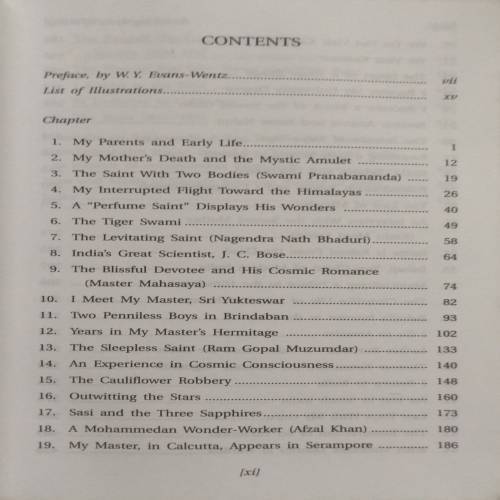 CONTENTS
Preface, by W. Y. Evans-Wentz..................... vii
List of Illustrations..................... xv
Chapter
1. My Parents and Early Life..................... 1
2. My Mother's Death and the Mystic Amulet ..................... 12
3. The Saint With Two Bodies (Swami Pranabananda) ........ 19
4. My Interrupted Flight Toward the Himalayas ..................... 26
5. A "Perfume Saint" Displays His Wonders ..................... 40
6. The Tiger Swami ..................... 49
7. The Levitating Saint (Nagendra Nath Bhaduri)............... 58
8. India's Great Scientist, J. C. Bose..................... 64
9. The Blissful Devotee and His Cosmic Romance
(Master Mahasaya) ..................... 74
10. I Meet My Master, Sri Yukteswar ..................... 82
11. Two Penniless Boys in Brindaban ..................... 93
12. Years in My Master's Hermitage ..................... 102
13. The Sleepless Saint (Ram Gopal Muzumdar) ............... 133
14. An Experience in Cosmic Consciousness..................... 140
15. The Cauliflower Robbery ..................... 148
16. Outwitting the Stars ..................... 160
17. Sasi and the Three Sapphires..................... 173
18. A Mohammedan Wonder-Worker (Afzal Khan) ............... 180
19. My Master, in Calcutta, Appears in Serampore ............... 186
[xi]